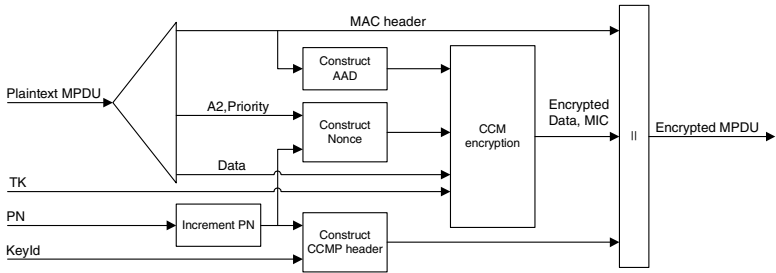 MAC header
Construct
AAD
Plaintext MPDU
A2,Priority
Construct
Nonce
CCM
encryption
Encrypted
Data, MIC
||
Encrypted MPDU
Data
TK
PN
Increment PN
Construct
CCMP header
KeyId